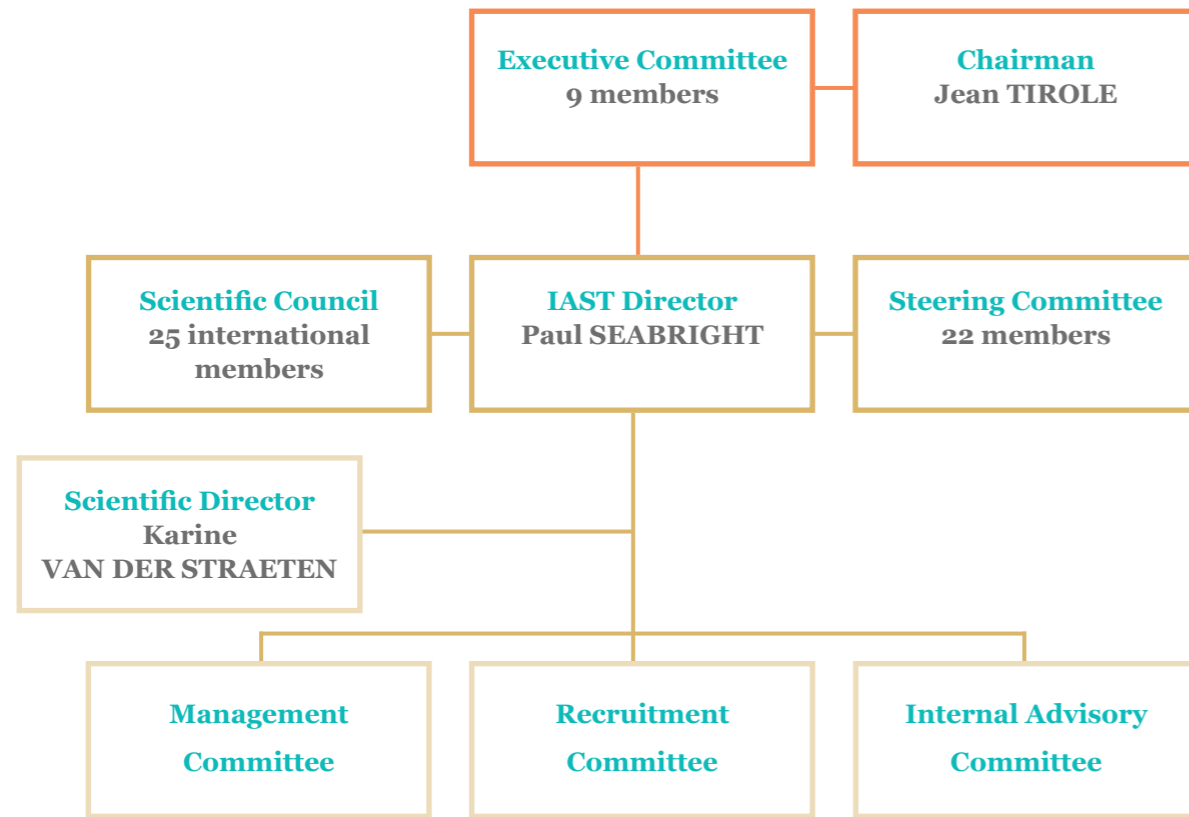 Executive Committee
9 members
Chairman
Jean TIROLE
Scientific Council
25 international
members
IAST Director
Paul SEABRIGHT
Steering Committee
22 members
Scientific Director
Karine
VAN DER STRAETEN
Management
Committee
Recruitment
Committee
Internal Advisory
Committee